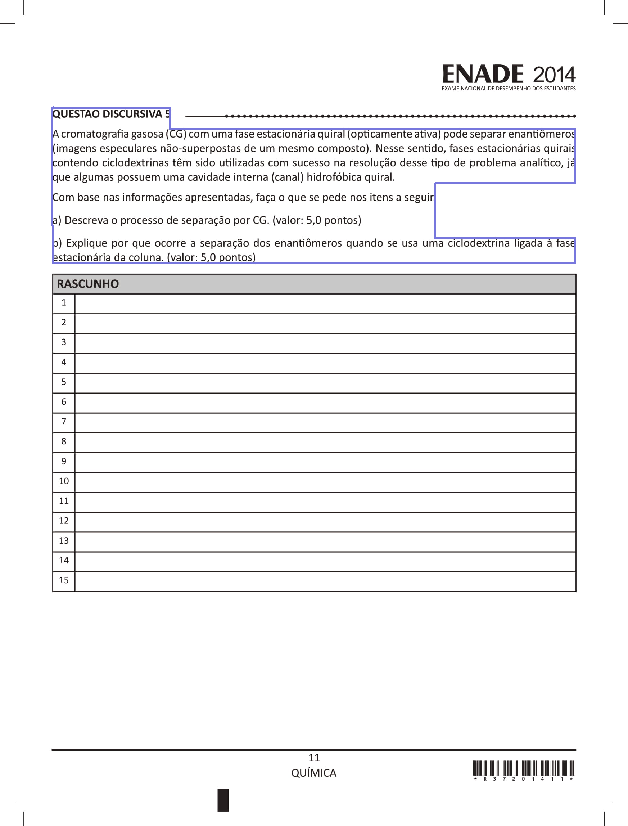 ENADE 2014
EXAME NACIONAL DE DESEMPENHO DOS ESTUDANTES
QUESTÃO DISCURSIVA 5
A cromatografia gasosa (CG) com uma fase estacionária quiral (opticamente ativa) pode separar enantiômeros
(imagens especulares não-superpostas de um mesmo composto). Nesse sentido, fases estacionárias quirais
contendo ciclodextrinas têm sido utilizadas com sucesso na resolução desse tipo de problema analítico, já
que algumas possuem uma cavidade interna (canal) hidrofóbica quiral.
Com base nas informações apresentadas, faça o que se pede nos itens a seguir.
a) Descreva o processo de separação por CG. (valor: 5,0 pontos)
b) Explique por que ocorre a separação dos enantiômeros quando se usa uma ciclodextrina ligada à fase
estacionária da coluna. (valor: 5,0 pontos)
RASCUNHO
1
2
3
4
5
6
7
8
9
10
11
12
13
14
15
11
QUÍMICA
*R37201411*